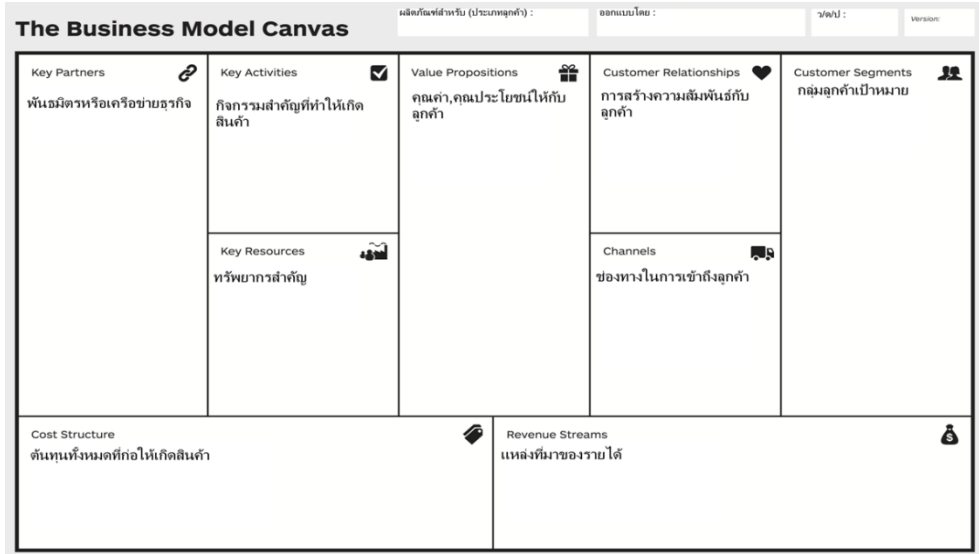 The Business Model Canvas
ผลิตภัณฑ์สำหรับ (ประเภทลูกค้า) :
ออกแบบโดย :
ว/ด/ป :
Version:
Key Partners
พันธมิตรหรือเครือข่ายธุรกิจ
Key Activities
กิจกรรมสำคัญที่ทำให้เกิด
สินค้า
Key Resources
ทรัพยากรสำคัญ
Value Propositions
คุณค่า,คุณประโยชน์ให้กับ
ลูกค้า
Customer Relationships
การสร้างความสัมพันธ์กับ
ลูกค้า
Channels
ช่องทางในการเข้าถึงลูกค้า
Customer Segments
กลุ่มลูกค้าเป้าหมาย
Cost Structure
ต้นทุนทั้งหมดที่ก่อให้เกิดสินค้า
Revenue Streams
แหล่งที่มาของรายได้